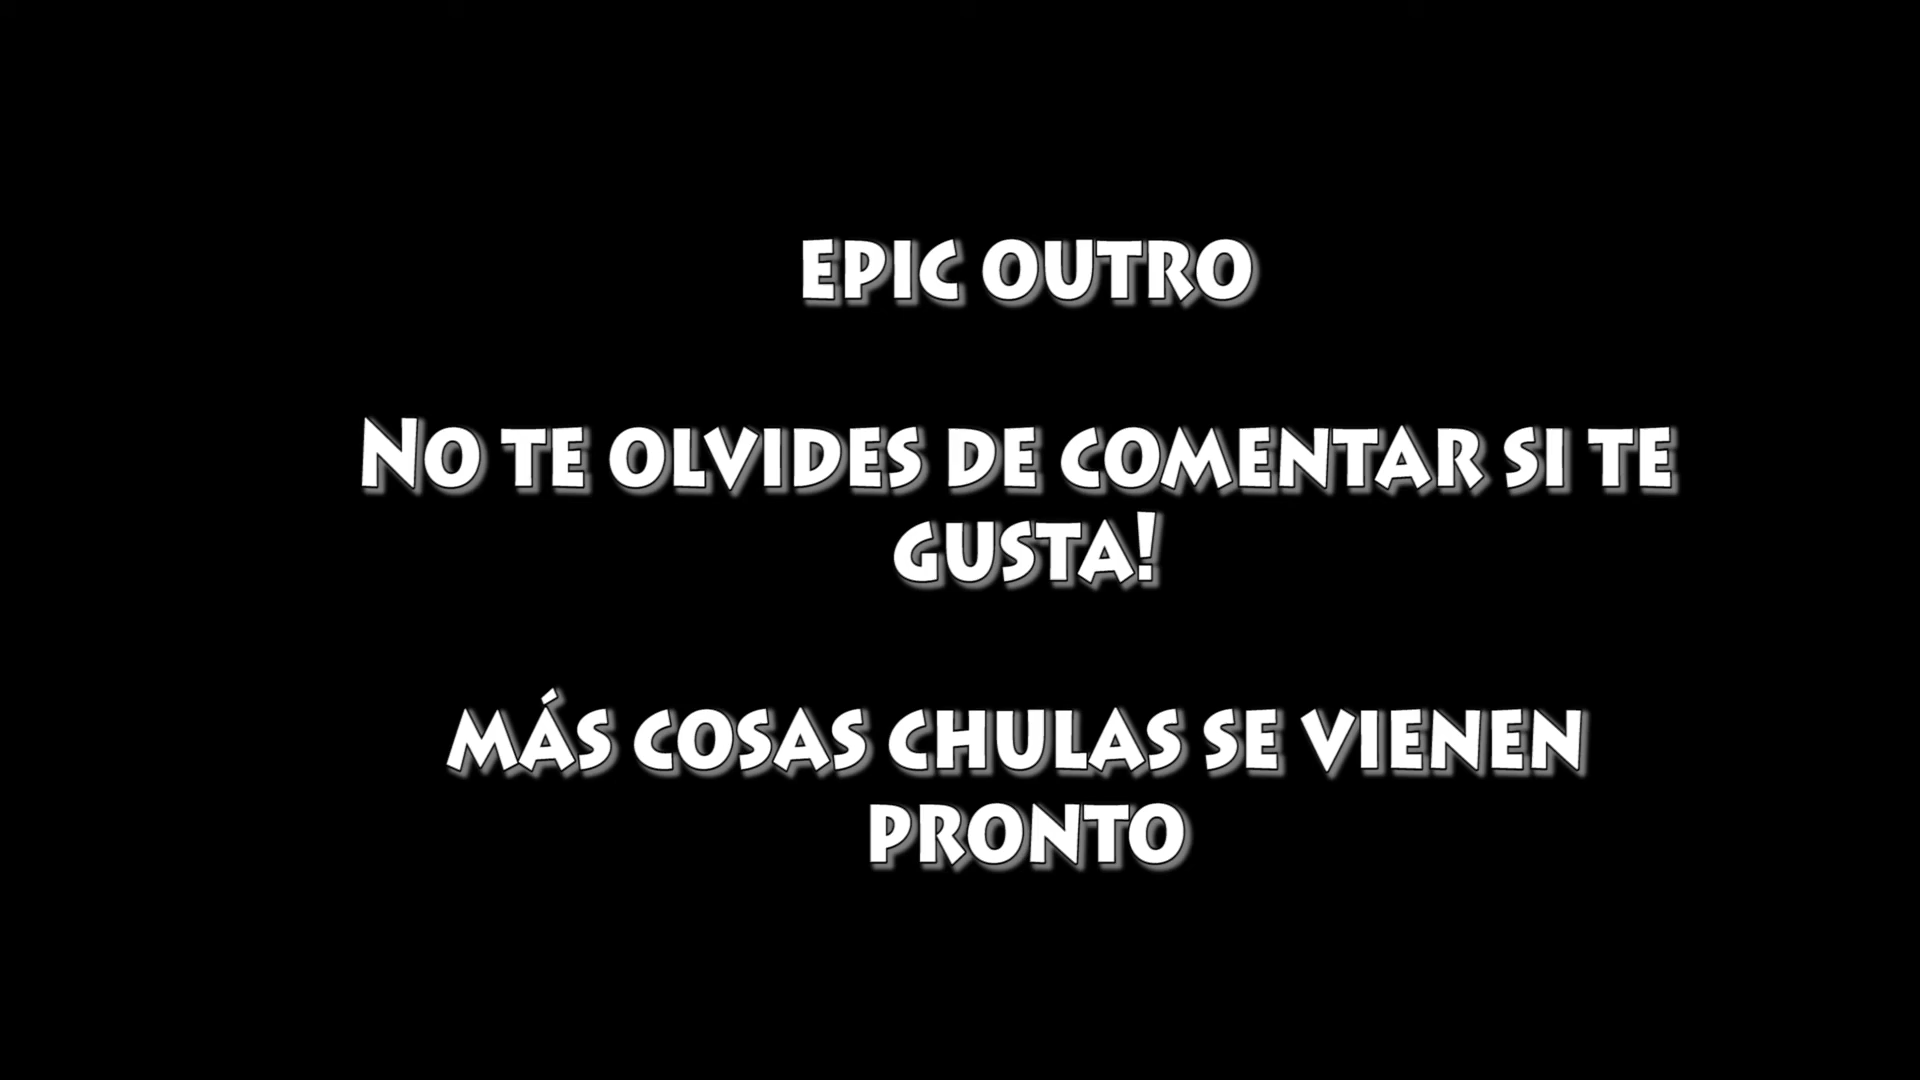 EPIC OUTRO
NO TE OLVIDES DE COMENTAR SI TE
GUSTA!
MÁS COSAS CHULAS SE VIENEN
PRONTO